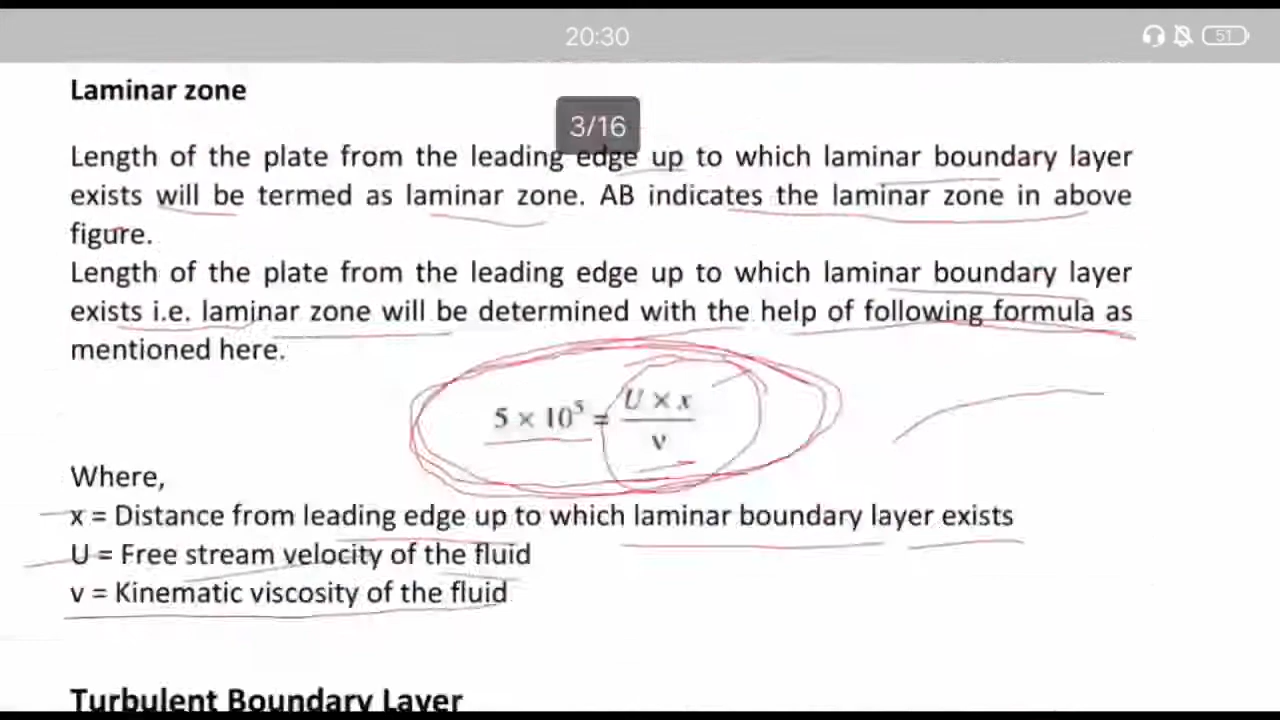 20:30
51
Laminar zone
3/16
Length of the plate from the leading edge up to which laminar boundary layer
exists will be termed as laminar zone. AB indicates the laminar zone in above
figure.
Length of the plate from the leading edge up to which laminar boundary layer
exists i.e. laminar zone will be determined with the help of following formula as
mentioned here.
5 × 10⁵ = U × x / ν
Where,
x = Distance from leading edge up to which laminar boundary layer exists
U = Free stream velocity of the fluid
v = Kinematic viscosity of the fluid
Turbulent Boundary Layer